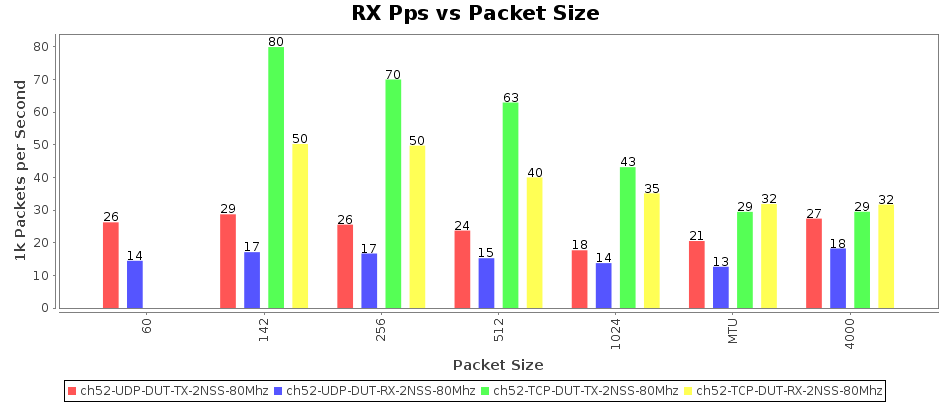 RX Pps vs Packet Size
1k Packets per Second
80
70
60
50
40
30
20
10
0
26 14
29 17 80 50
26 17 70 50
24 15 63 40
18 14 43 35
21 13 29 32
27 18 29 32
60 142 256 512 1024 MTU 4000
Packet Size
ch52-UDP-DUT-TX-2NSS-80Mhz ch52-UDP-DUT-RX-2NSS-80Mhz ch52-TCP-DUT-TX-2NSS-80Mhz ch52-TCP-DUT-RX-2NSS-80Mhz